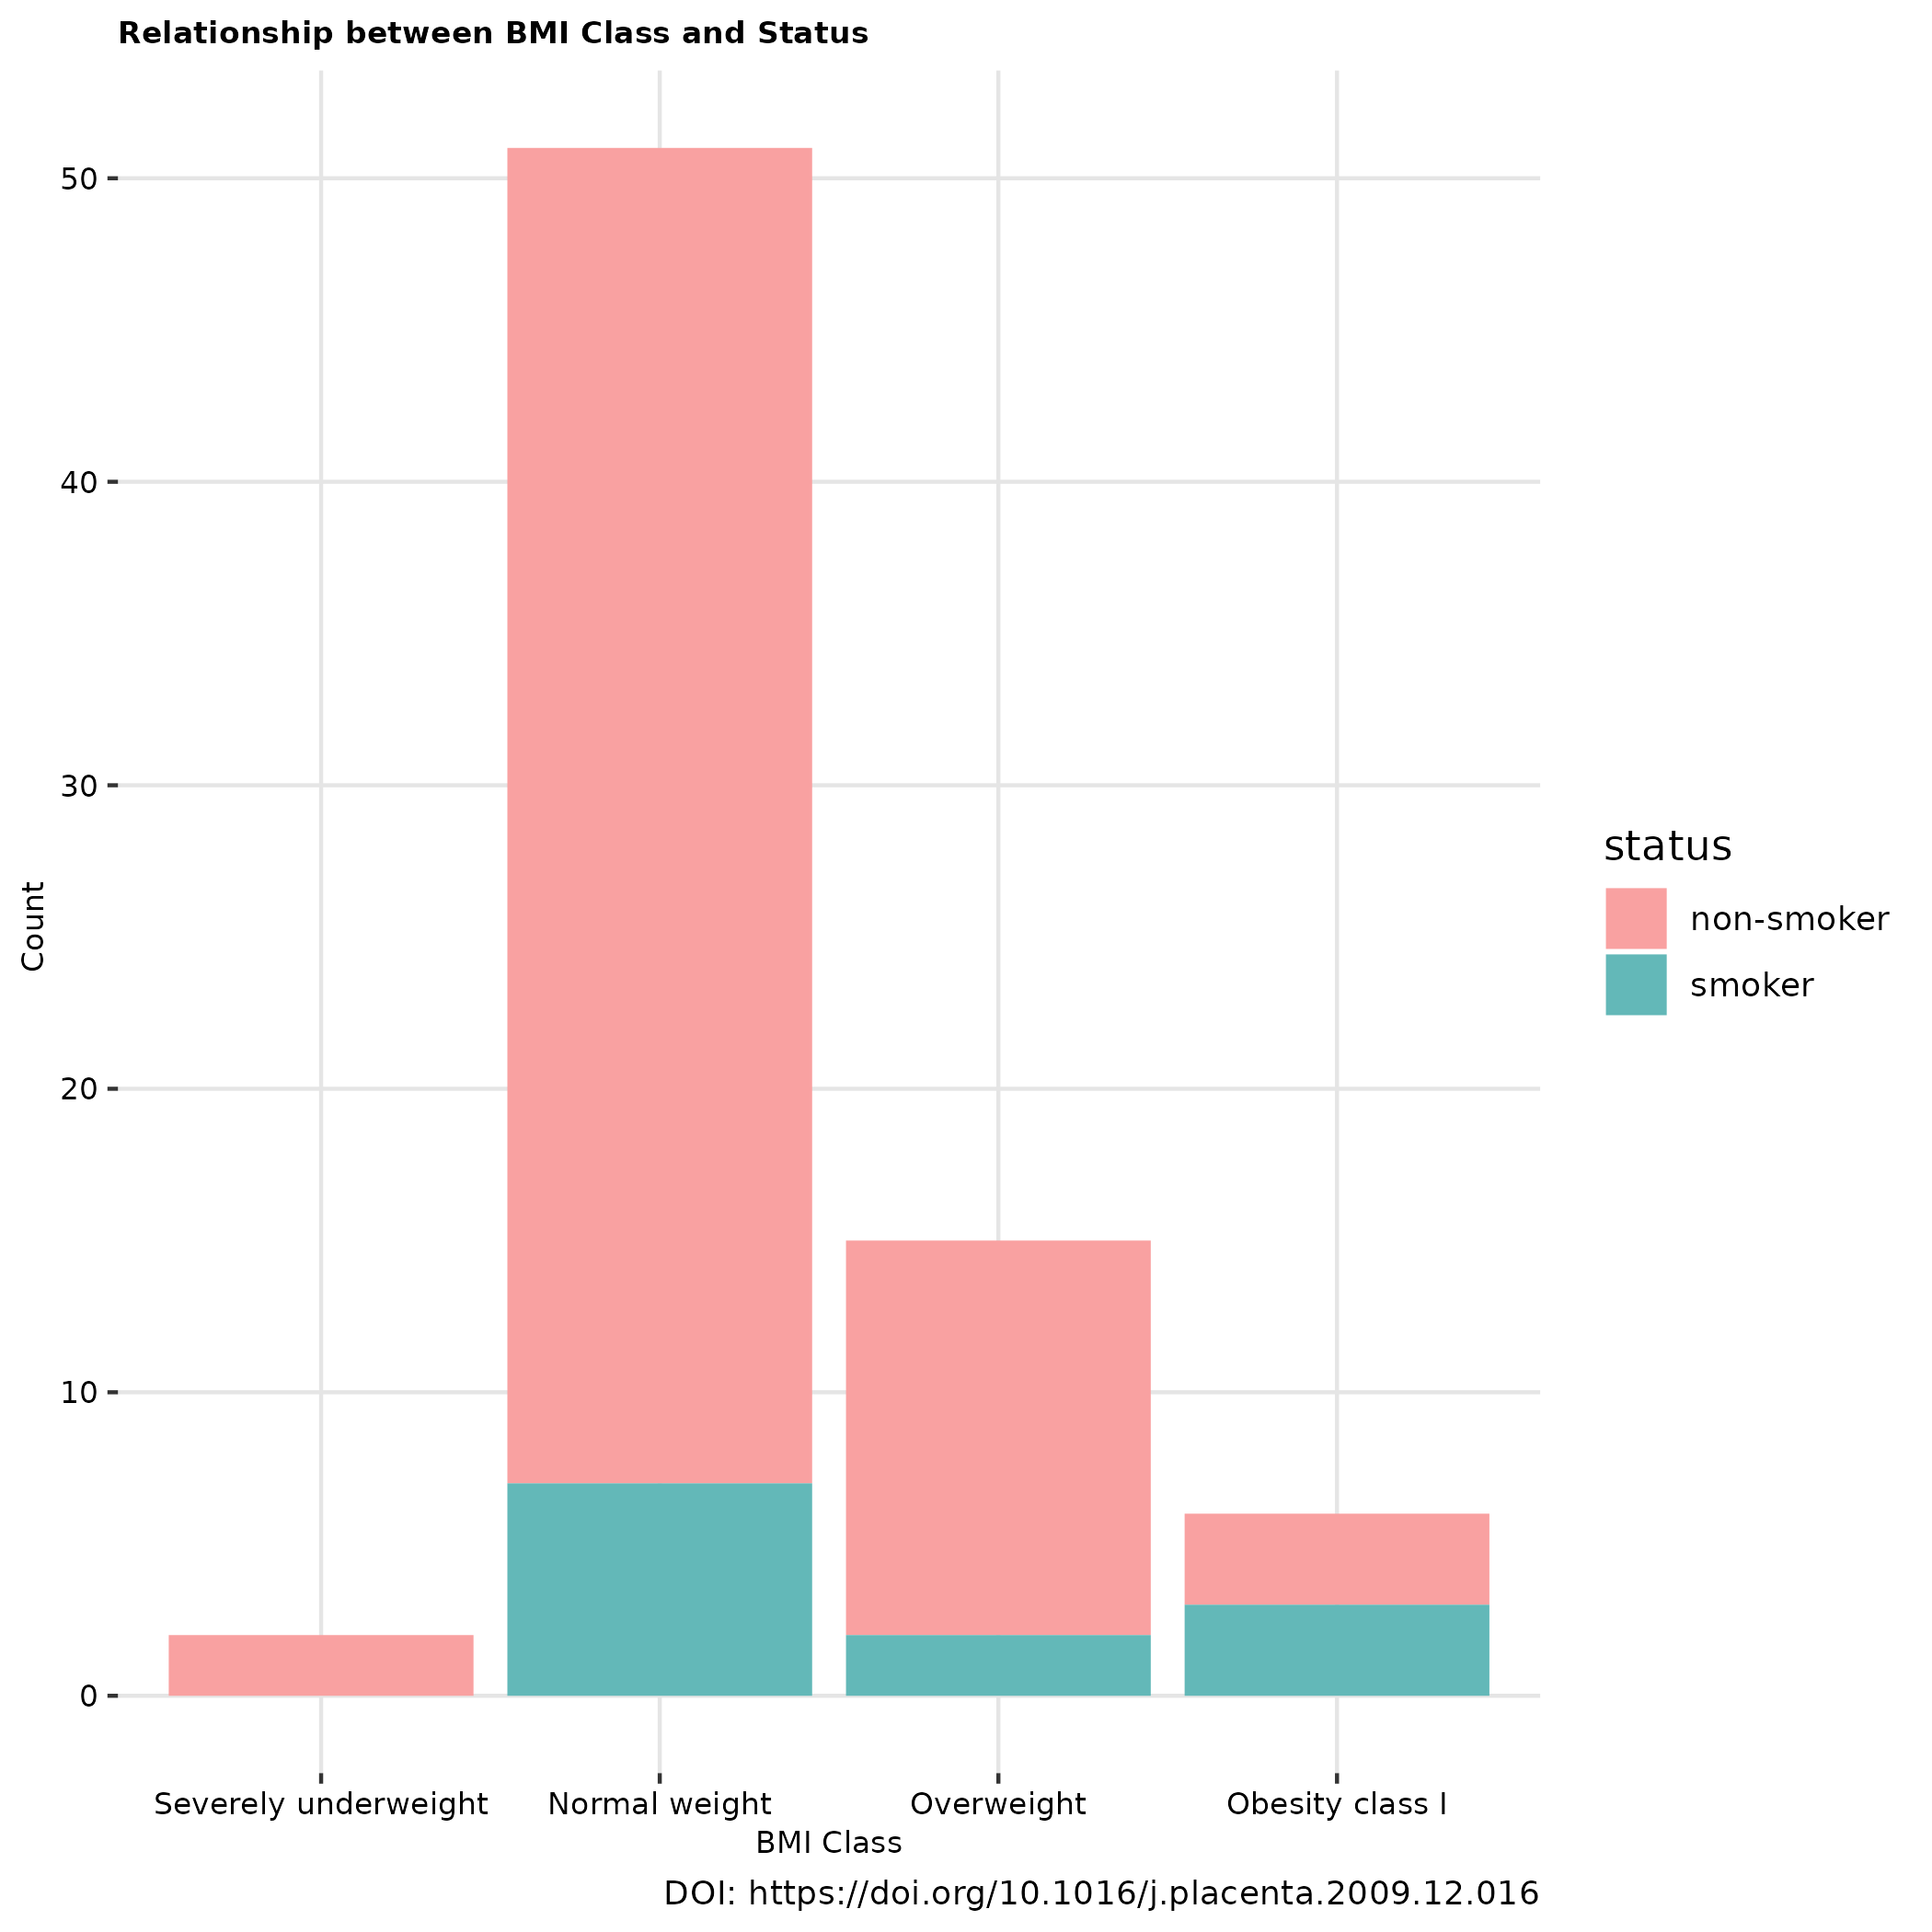 Relationship between BMI Class and Status
50
40
30
20
10
0
Count
Severely underweight
Normal weight
Overweight
Obesity class I
BMI Class
status
non-smoker
smoker
DOI: https://doi.org/10.1016/j.placenta.2009.12.016